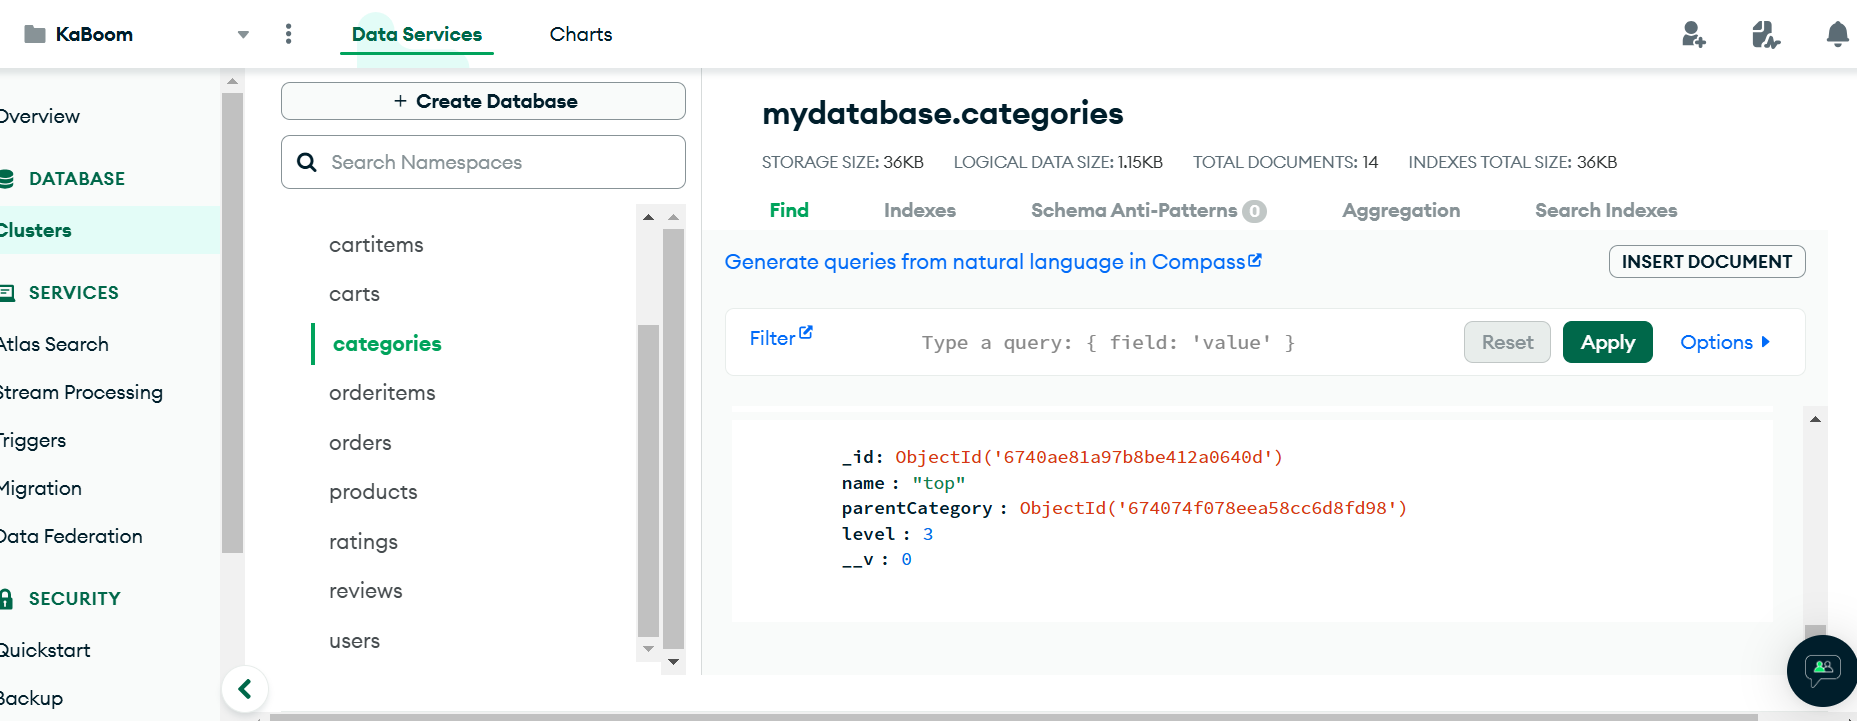 KaBoom
Data Services
Charts
Overview
DATABASE
Clusters
SERVICES
Atlas Search
Stream Processing
Triggers
Migration
Data Federation
SECURITY
Quickstart
Backup
+ Create Database
Search Namespaces
cartitems
carts
categories
orderitems
orders
products
ratings
reviews
users
mydatabase.categories
STORAGE SIZE: 36KB LOGICAL DATA SIZE: 1.15KB TOTAL DOCUMENTS: 14 INDEXES TOTAL SIZE: 36KB
Find Indexes Schema Anti-Patterns 0 Aggregation Search Indexes
Generate queries from natural language in Compass
INSERT DOCUMENT
Filter Type a query: { field: 'value' } Reset Apply Options
_id: ObjectId('6740ae81a97b8be412a0640d')
name : "top"
parentCategory : ObjectId('674074f078eea58cc6d8fd98')
level : 3
__v : 0